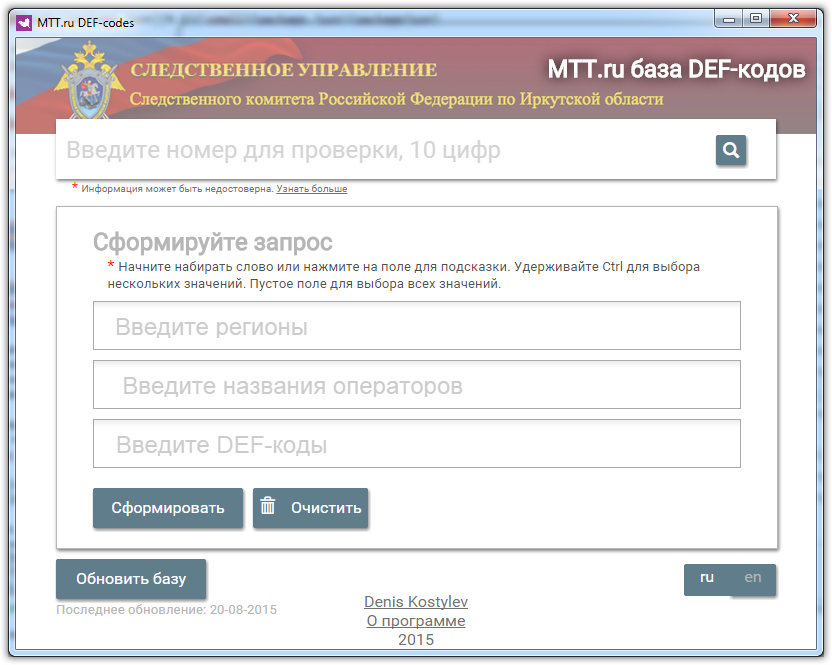 MTT.ru DEF-codes
СЛЕДСТВЕННОЕ УПРАВЛЕНИЕ
Следственного комитета Российской Федерации по Иркутской области
МТТ.ru база DEF-кодов
Введите номер для проверки, 10 цифр
* Информация может быть недостоверна. Узнать больше
Сформируйте запрос
* Начните набирать слово или нажмите на поле для подсказки. Удерживайте Ctrl для выбора
нескольких значений. Пустое поле для выбора всех значений.
Введите регионы
Введите названия операторов
Введите DEF-коды
Сформировать
Очистить
Обновить базу
ru en
Последнее обновление: 20-08-2015
Denis Kostylev
О программе
2015